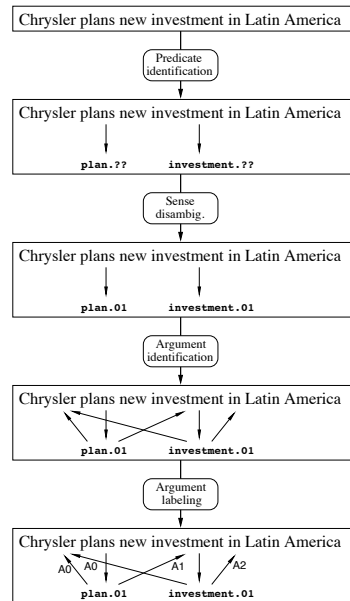 Chrysler plans new investment in Latin America
Predicate
identification
Chrysler plans new investment in Latin America
plan.?? investment.??
Sense
disambig.
Chrysler plans new investment in Latin America
plan.01 investment.01
Argument
identification
Chrysler plans new investment in Latin America
plan.01 investment.01
Argument
labeling
Chrysler plans new investment in Latin America
A0 A0 A1 A2
plan.01 investment.01